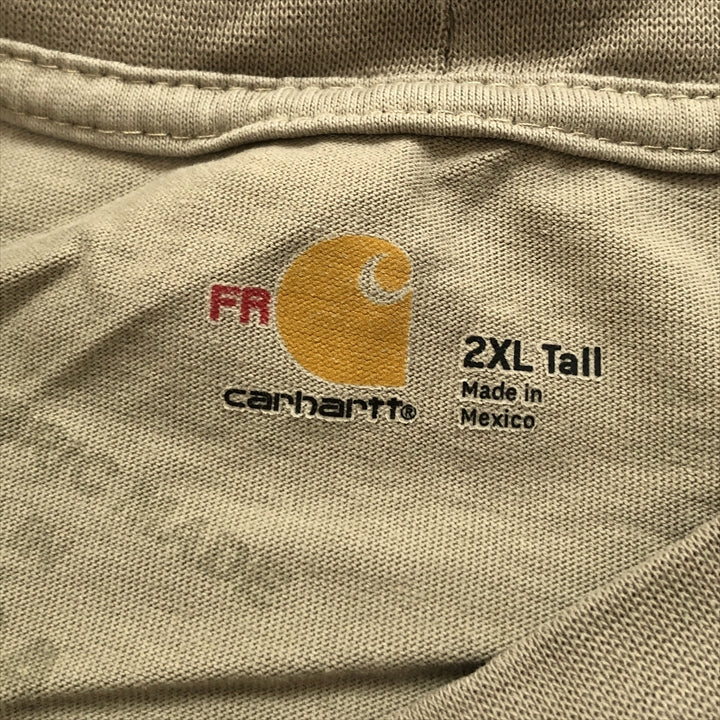 FR
carhartt®
2XL Tall
Made in
Mexico